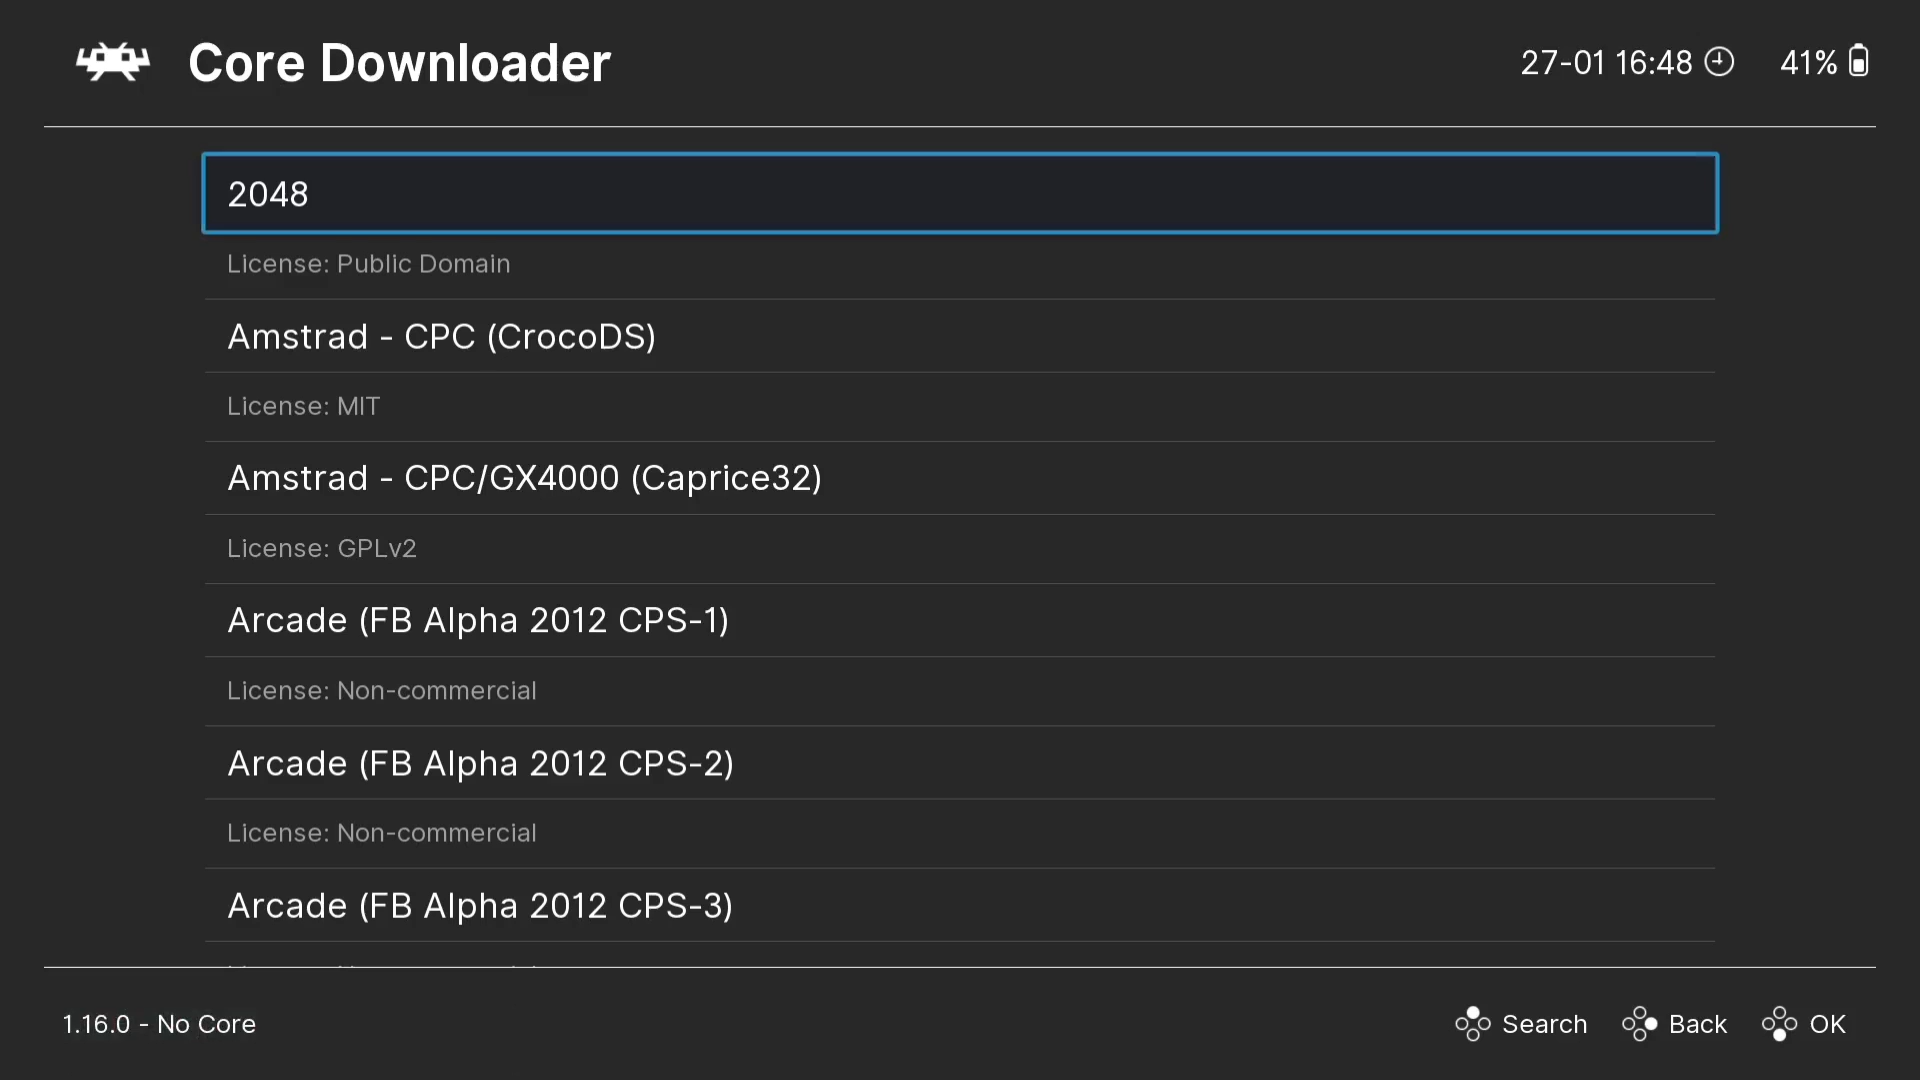 Core Downloader
27-01 16:48
41%
2048
License: Public Domain
Amstrad - CPC (CrocoDS)
License: MIT
Amstrad - CPC/GX4000 (Caprice32)
License: GPLv2
Arcade (FB Alpha 2012 CPS-1)
License: Non-commercial
Arcade (FB Alpha 2012 CPS-2)
License: Non-commercial
Arcade (FB Alpha 2012 CPS-3)
1.16.0 - No Core
Search
Back
OK